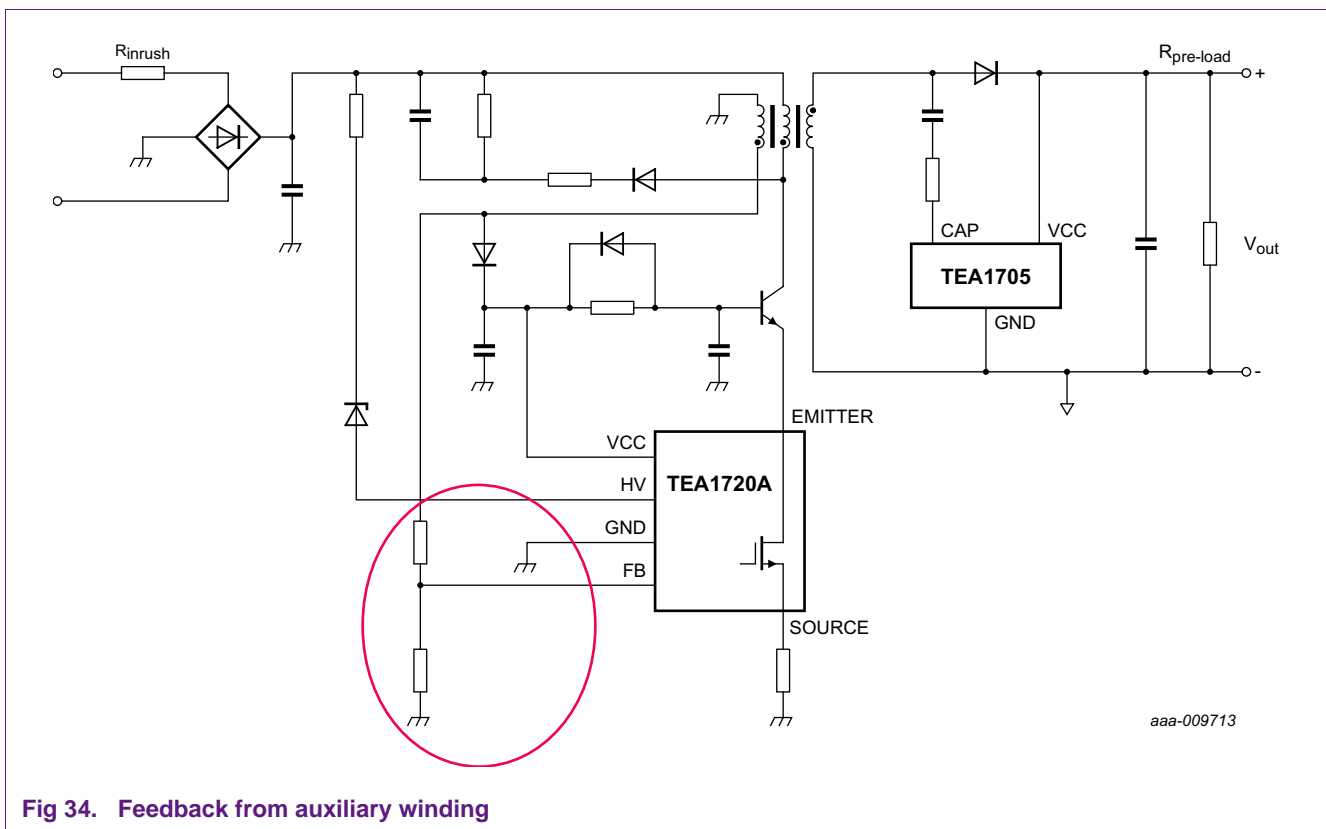 Rinrush
Rpre-load
+
CAP
VCC
TEA1705
Vout
GND
-
EMITTER
VCC
TEA1720A
HV
GND
FB
SOURCE
aaa-009713
Fig 34. Feedback from auxiliary winding